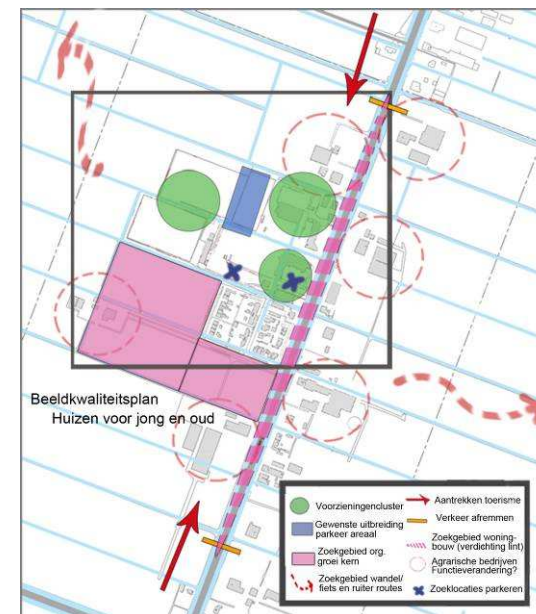 Beeldkwaliteitsplan
Huizen voor jong en oud
Voorzieningencluster
Gewenste uitbreiding
parkeer areaal
Zoekgebied org.
groei kern
Zoekgebied wandel/
fiets en ruiter routes
Aantrekken toerisme
Verkeer afremmen
Zoekgebied woning-
bouw (verdichting lint)
Agrarische bedrijven
Functieverandering?
Zoeklocaties parkeren